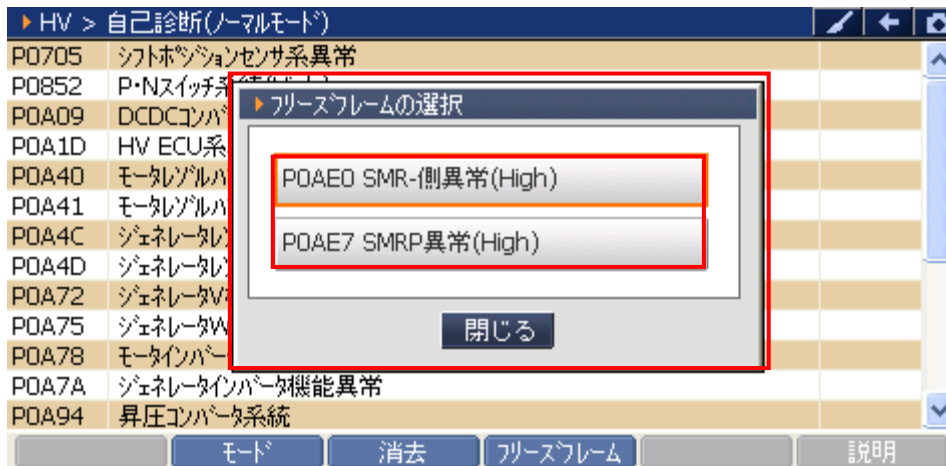 HV > 自己診断(ノーマルモード)
P0705 シフトポジションセンサ系異常
P0852 P・Nスイッチ系
P0A09 DCDCコンバ
P0A1D HV ECU系
P0A40 モータレゾルバ
P0A41 モータレゾルバ
P0A4C ジェネレータレゾ
P0A4D ジェネレータレゾ
P0A72 ジェネレータV
P0A75 ジェネレータW
P0A78 モータインバータ
P0A7A ジェネレータインバータ機能異常
P0A94 昇圧コンバータ系統
フリーズフレームの選択
P0AE0 SMR-側異常(High)
P0AE7 SMRP異常(High)
閉じる
モード 消去 フリーズフレーム 説明